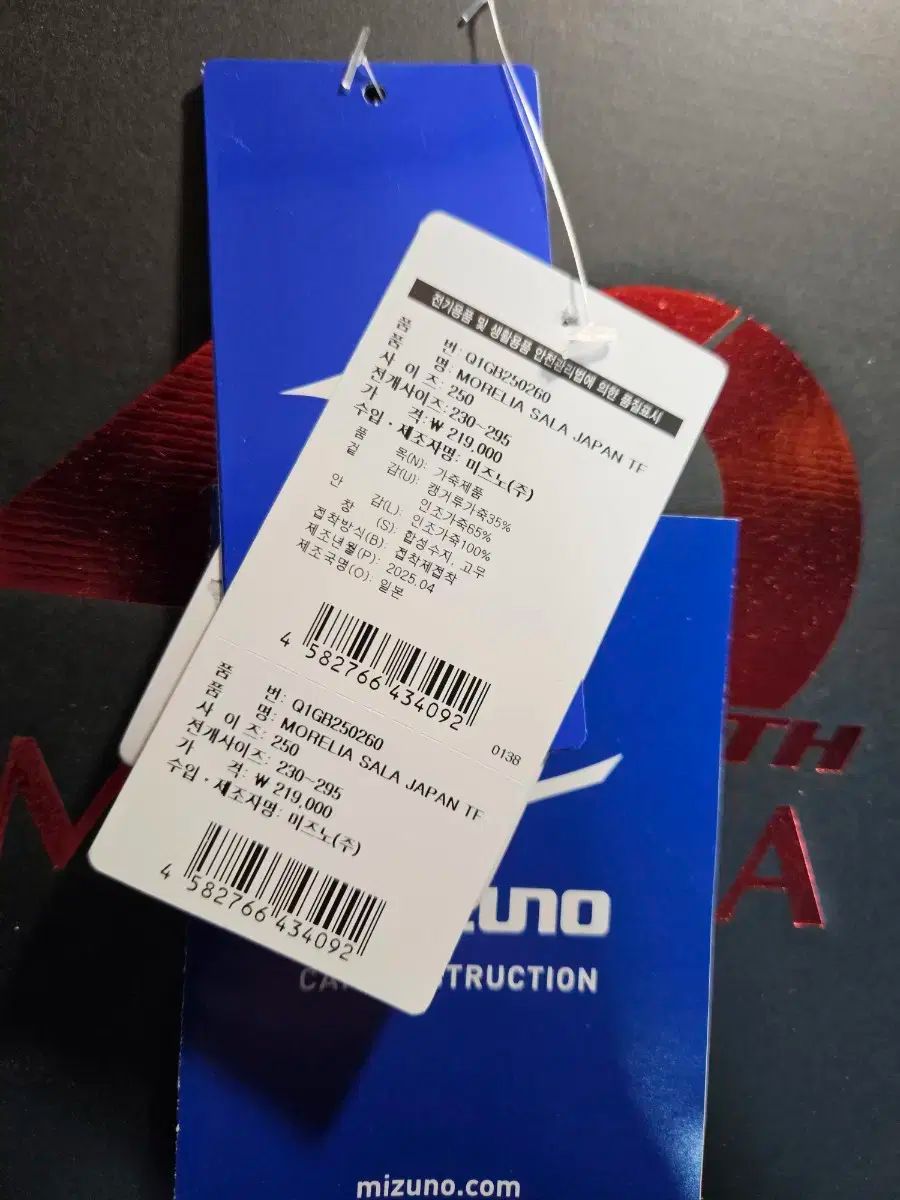 전기용품 및 생활용품 안전관리법에 의한 품질표시
품 번: Q1GB250260
품 명: MORELIA SALA JAPAN TF
사 이 즈: 250
전개사이즈: 230~295
가 격: ₩ 219,000
수입·제조자명: 미즈노(주)
품 목(N): 가죽제품
겉 감(U): 캥거루가죽35%
인조가죽65%
안 감(L): 인조가죽100%
창 (S): 합성수지, 고무
접착방식(B): 접착제접착
제조년월(P): 2025.04
제조국명(O): 일본
4 582766 434092
0138
품 번: Q1GB250260
품 명: MORELIA SALA JAPAN TF
사 이 즈: 250
전개사이즈: 230~295
가 격: ₩ 219,000
수입·제조자명: 미즈노(주)
4 582766 434092
TH
M
A
mizuno.com